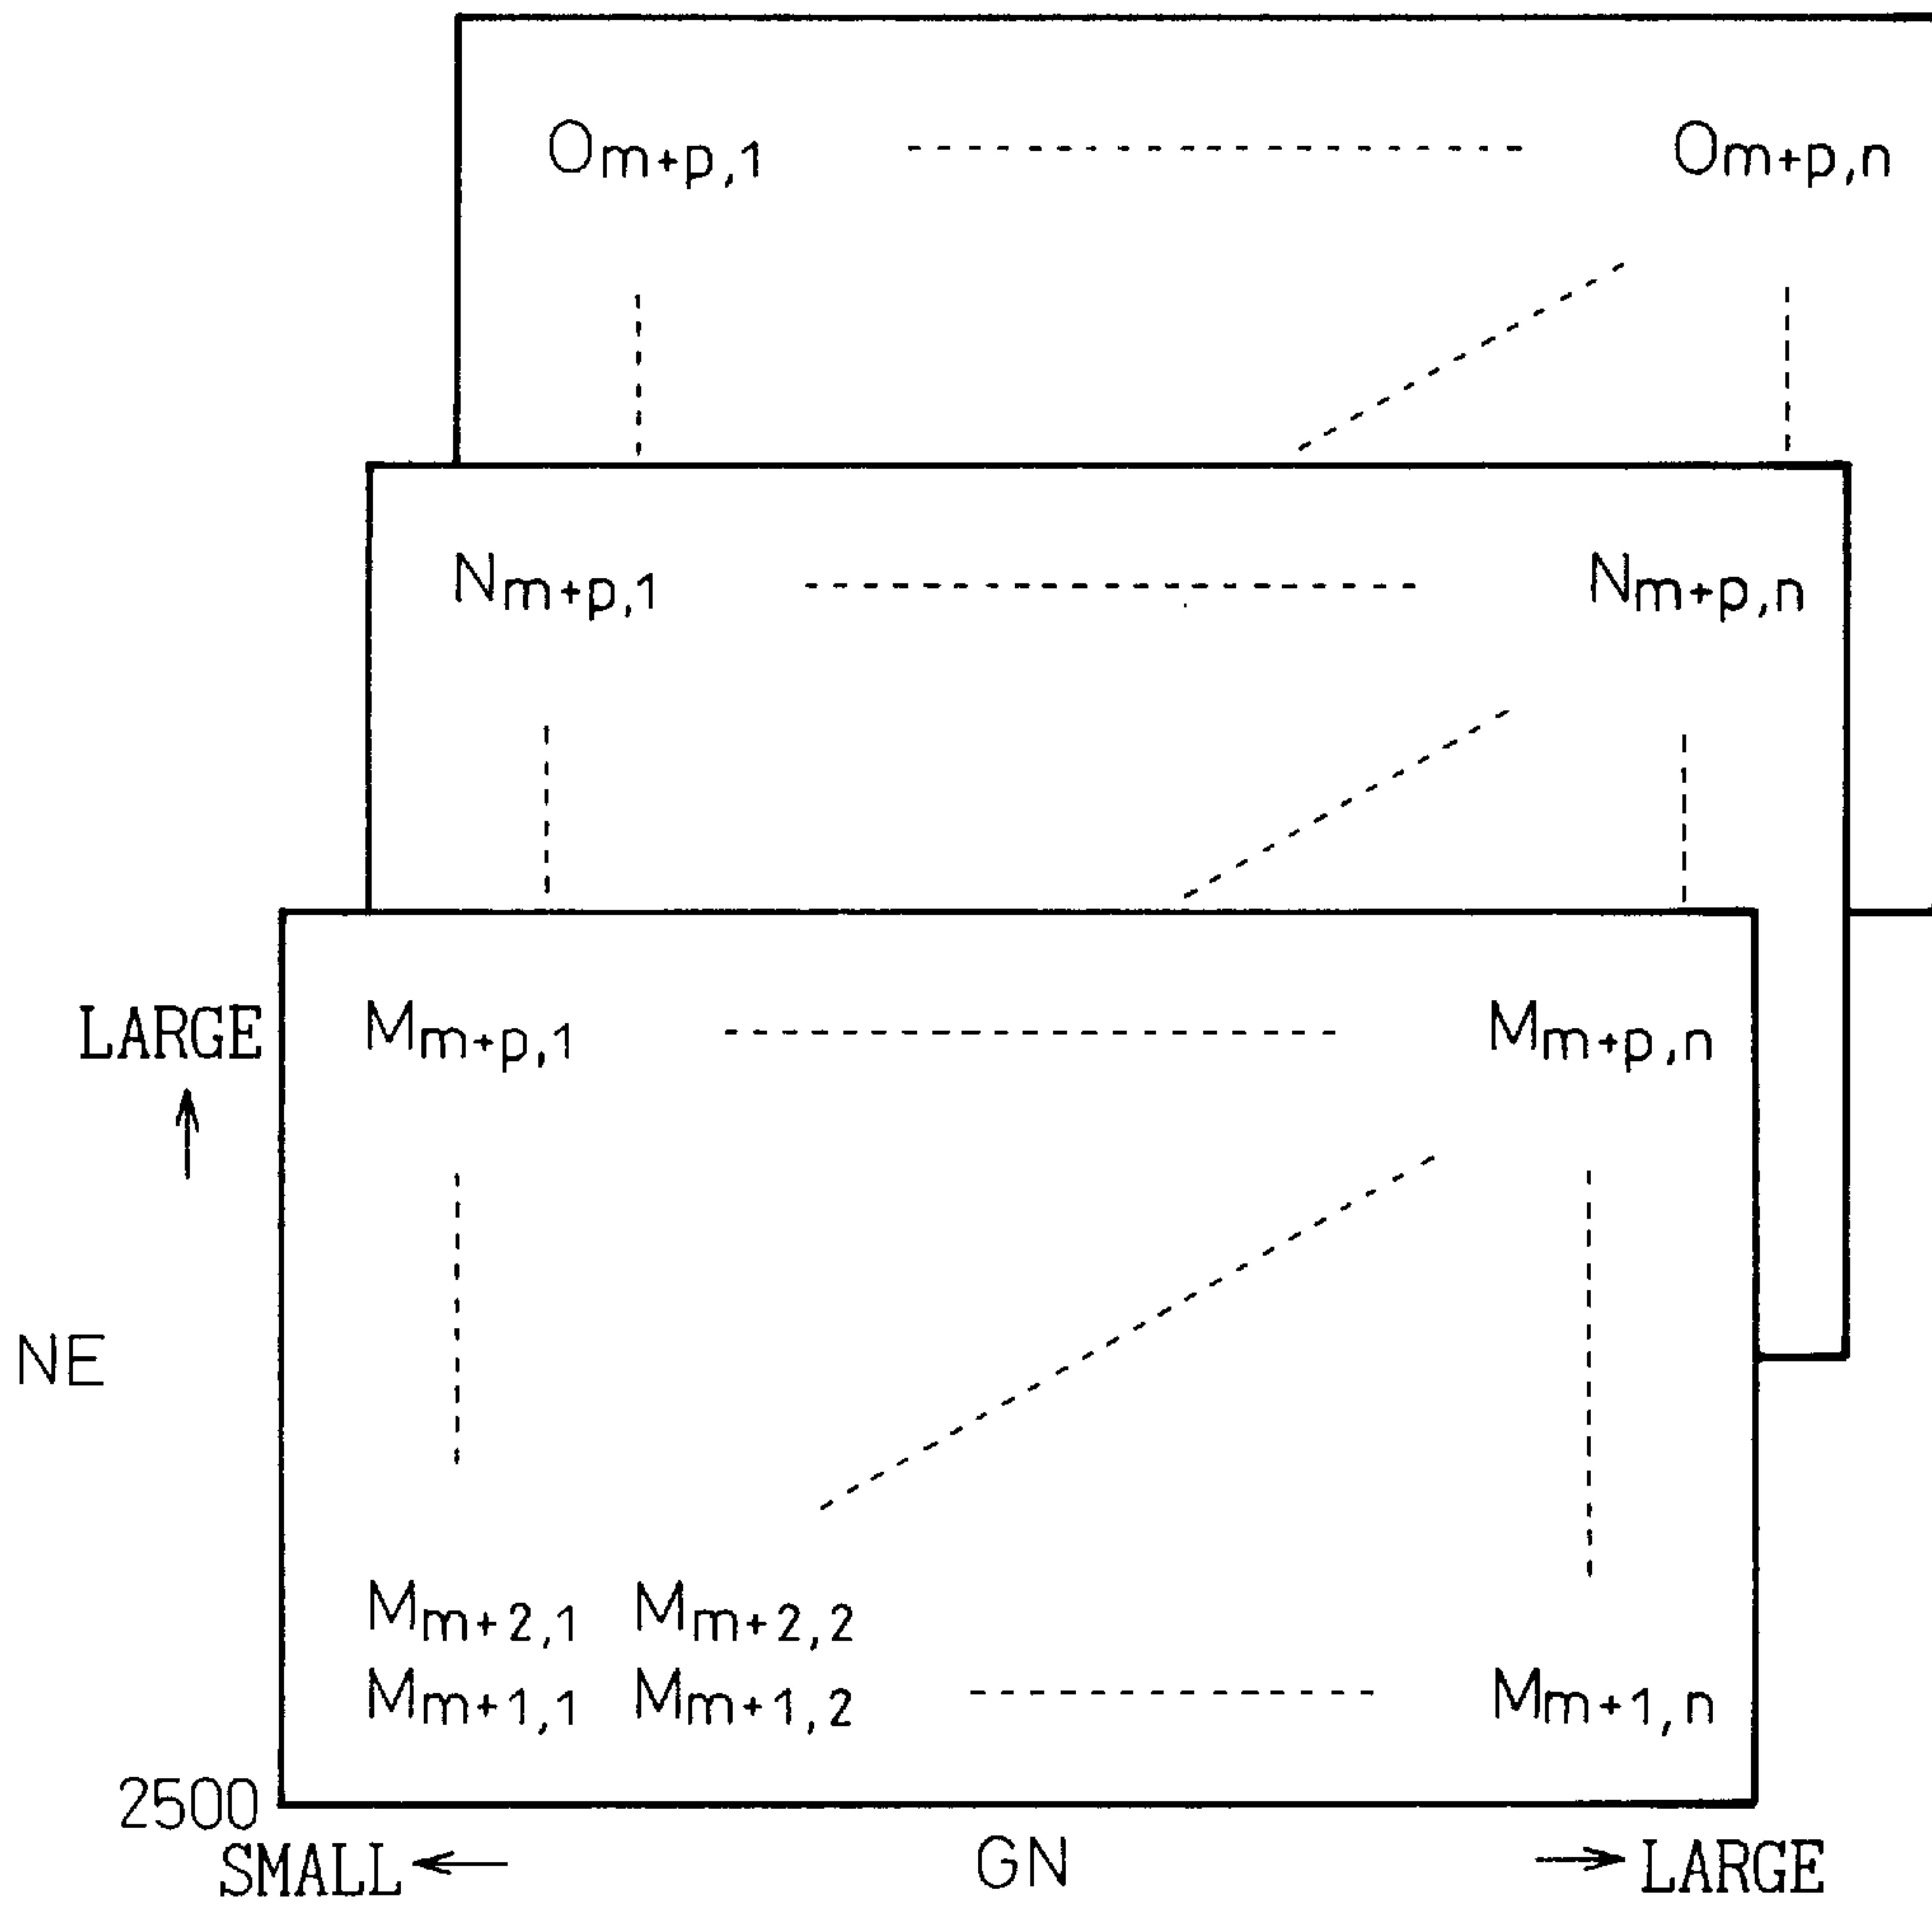 Om+p,1 Om+p,n
Nm+p,1 Nm+p,n
LARGE Mm+p,1 Mm+p,n
NE
Mm+2,1 Mm+2,2
Mm+1,1 Mm+1,2 Mm+1,n
2500
SMALL ← GN → LARGE